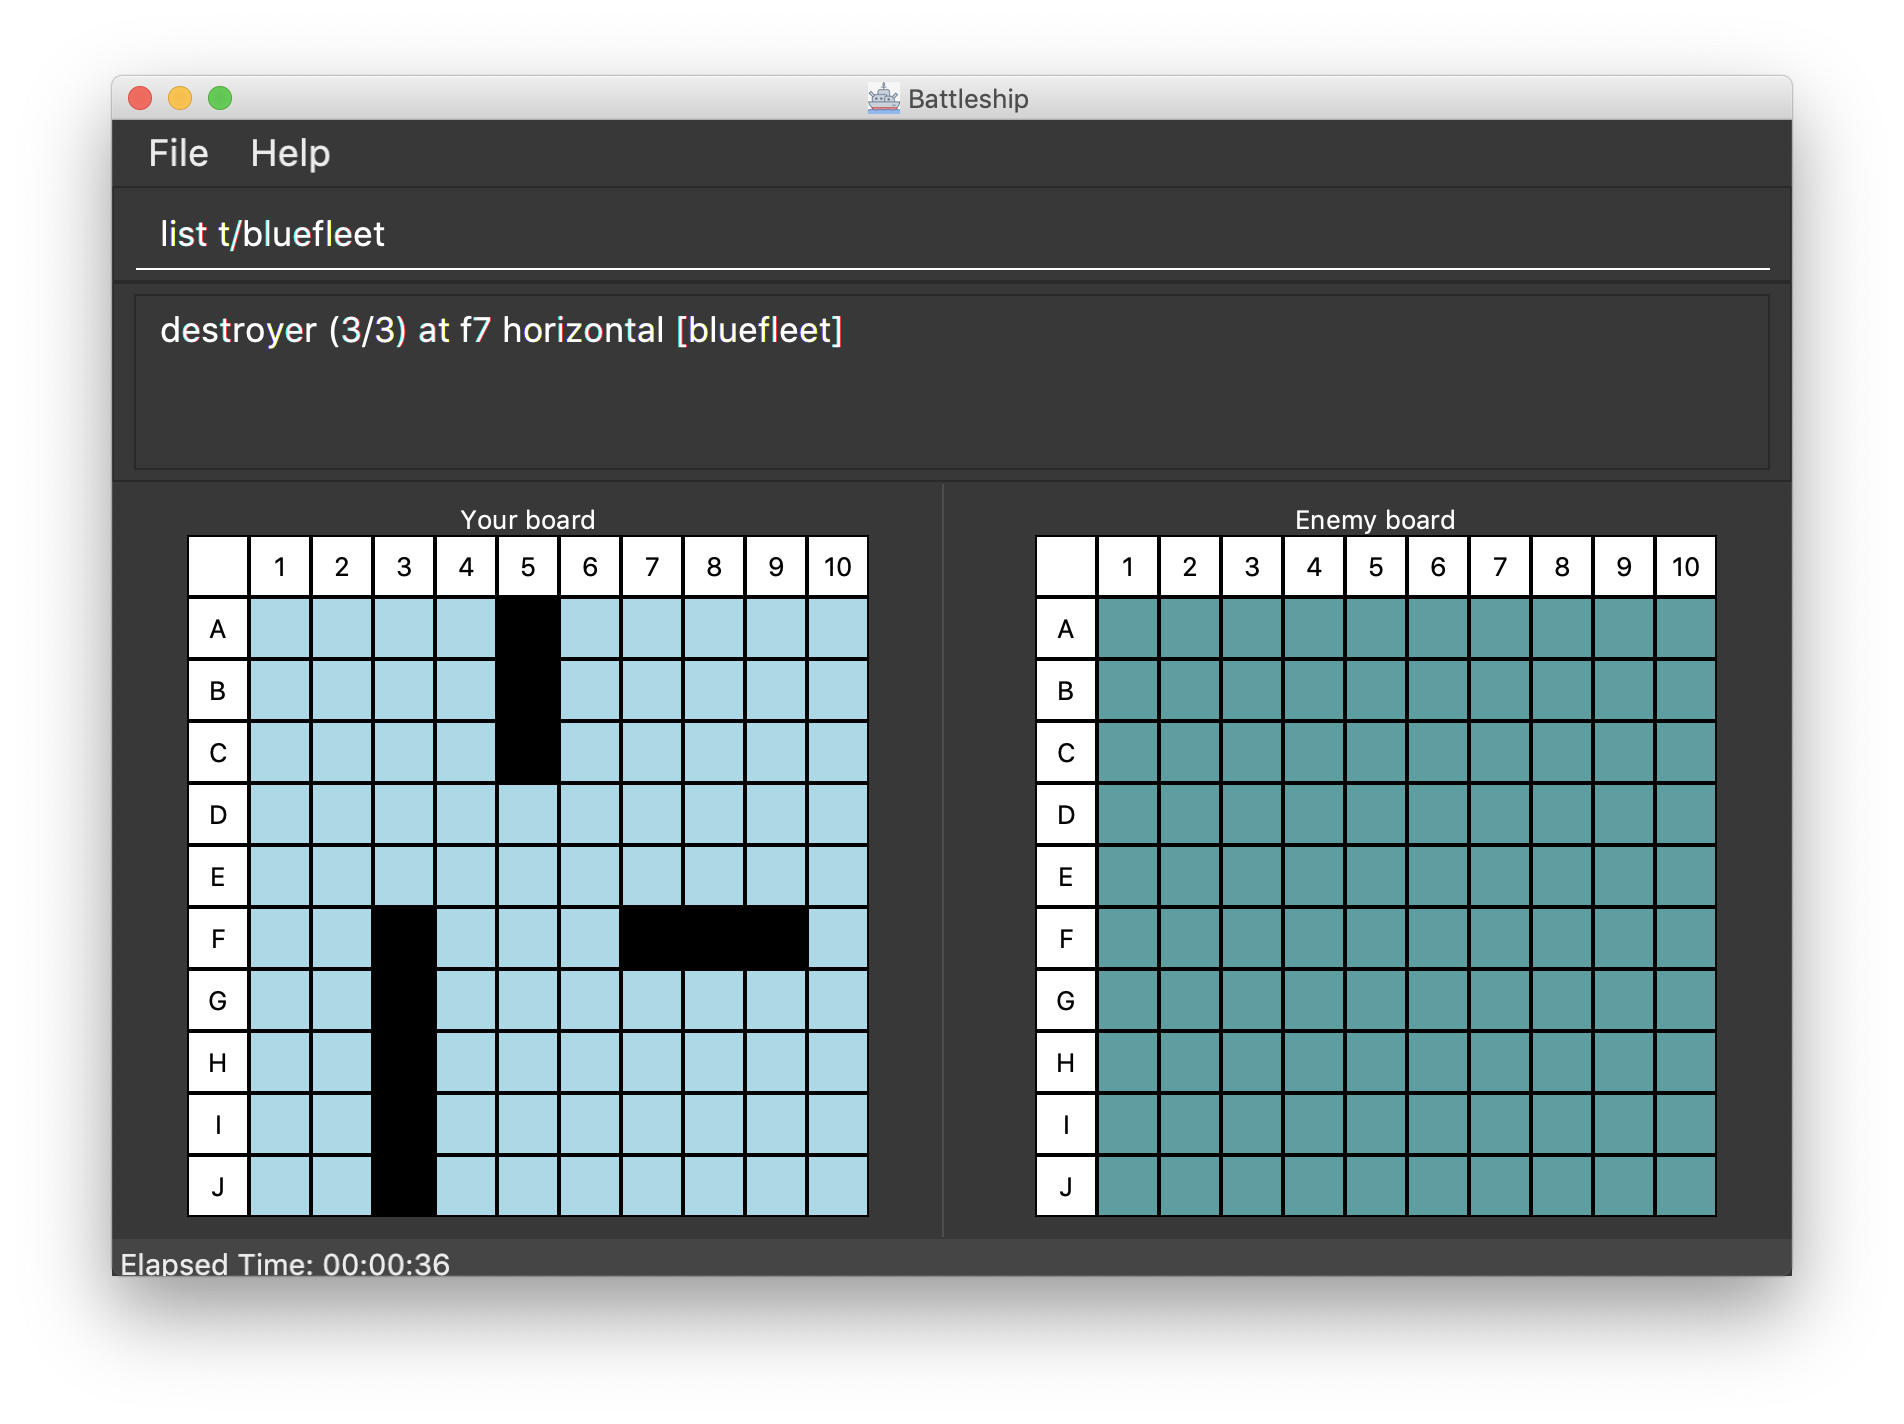 Battleship
File Help
list t/bluefleet
destroyer (3/3) at f7 horizontal [bluefleet]
Your board
1 2 3 4 5 6 7 8 9 10
A
B
C
D
E
F
G
H
I
J
Enemy board
1 2 3 4 5 6 7 8 9 10
A
B
C
D
E
F
G
H
I
J
Elapsed Time: 00:00:36